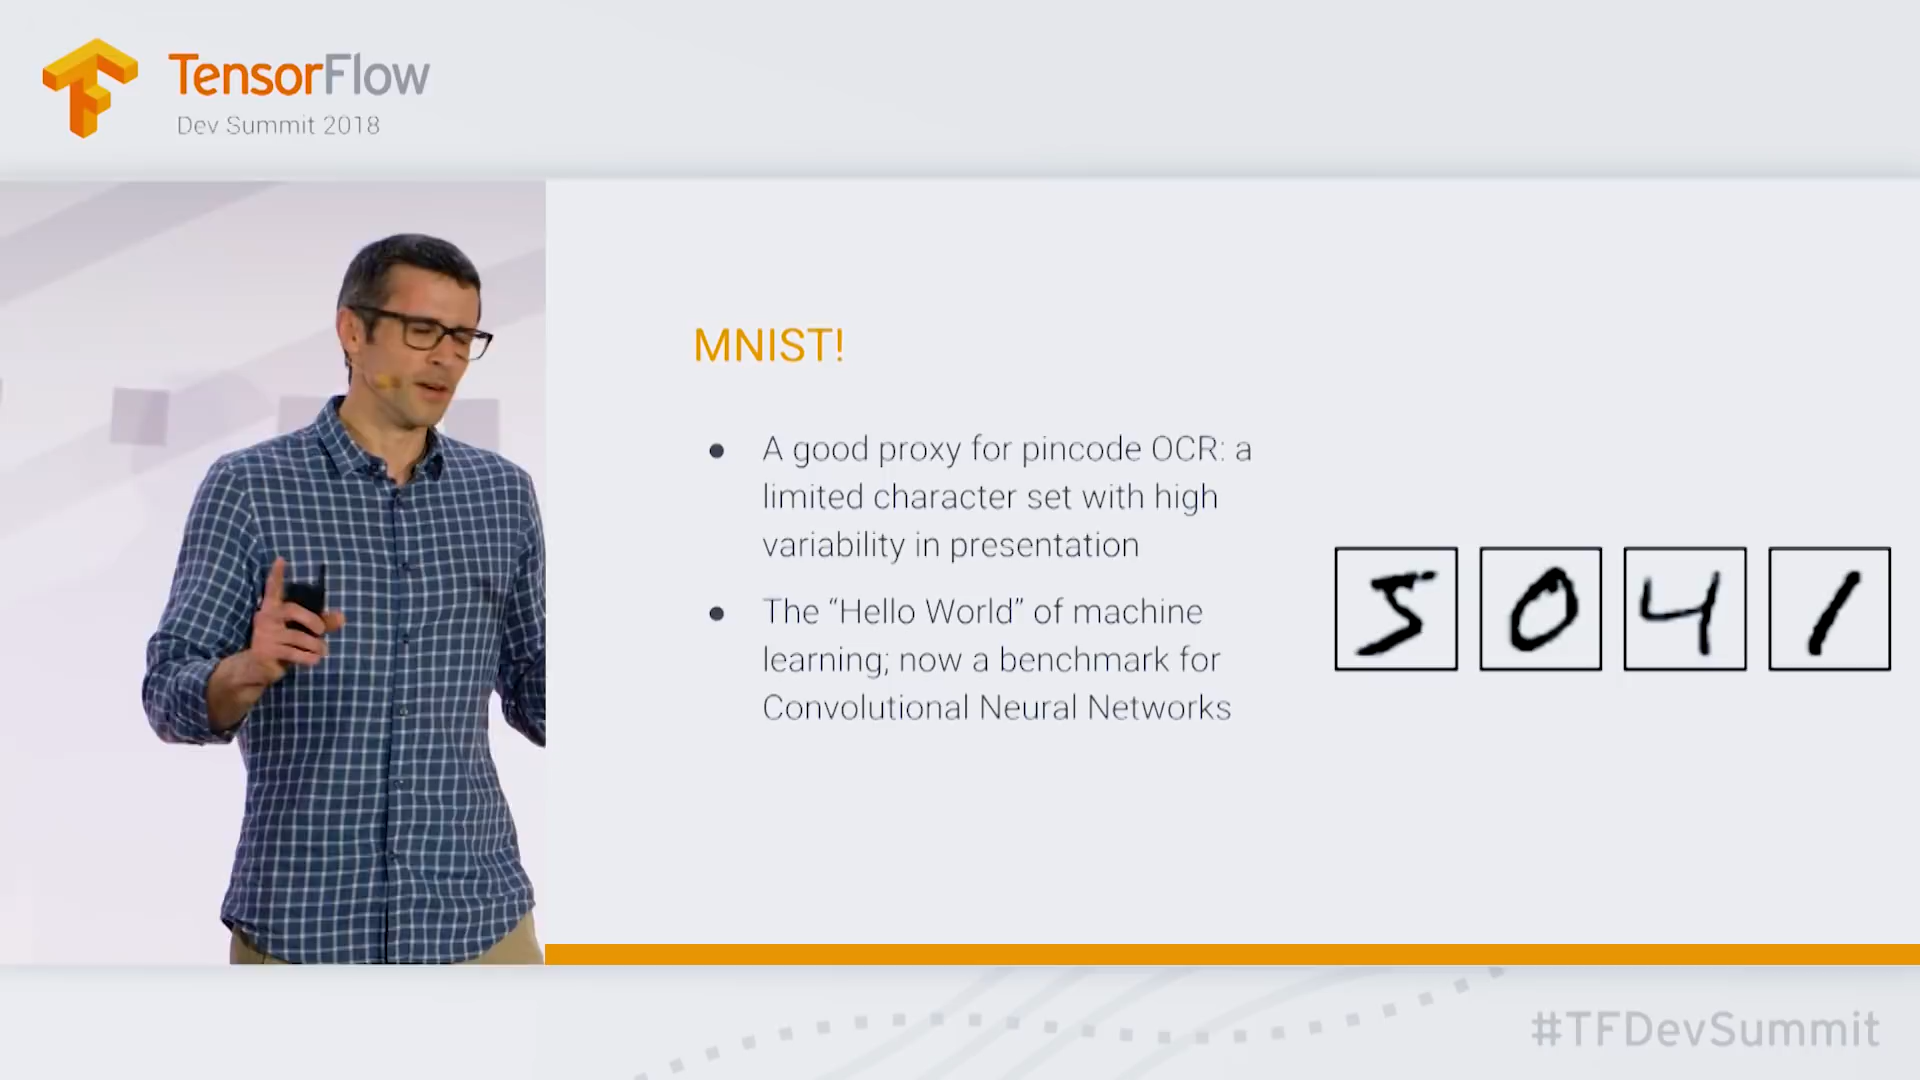 TensorFlow
Dev Summit 2018
MNIST!
● A good proxy for pincode OCR: a
limited character set with high
variability in presentation
● The “Hello World” of machine
learning; now a benchmark for
Convolutional Neural Networks
5 0 4 1
#TFDevSummit